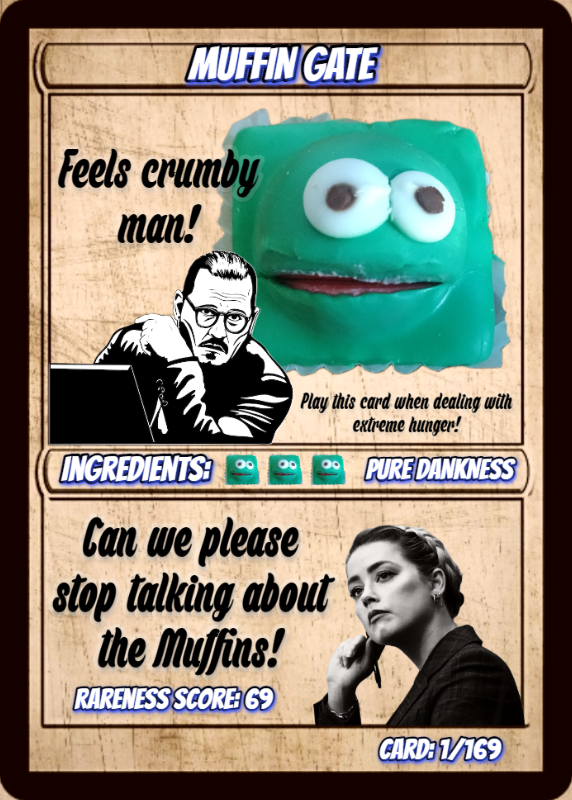 MUFFIN GATE
Feels crumby
man!
Play this card when dealing with
extreme hunger!
INGREDIENTS: PURE DANKNESS
Can we please
stop talking about
the Muffins!
RARENESS SCORE: 69
CARD: 1/169